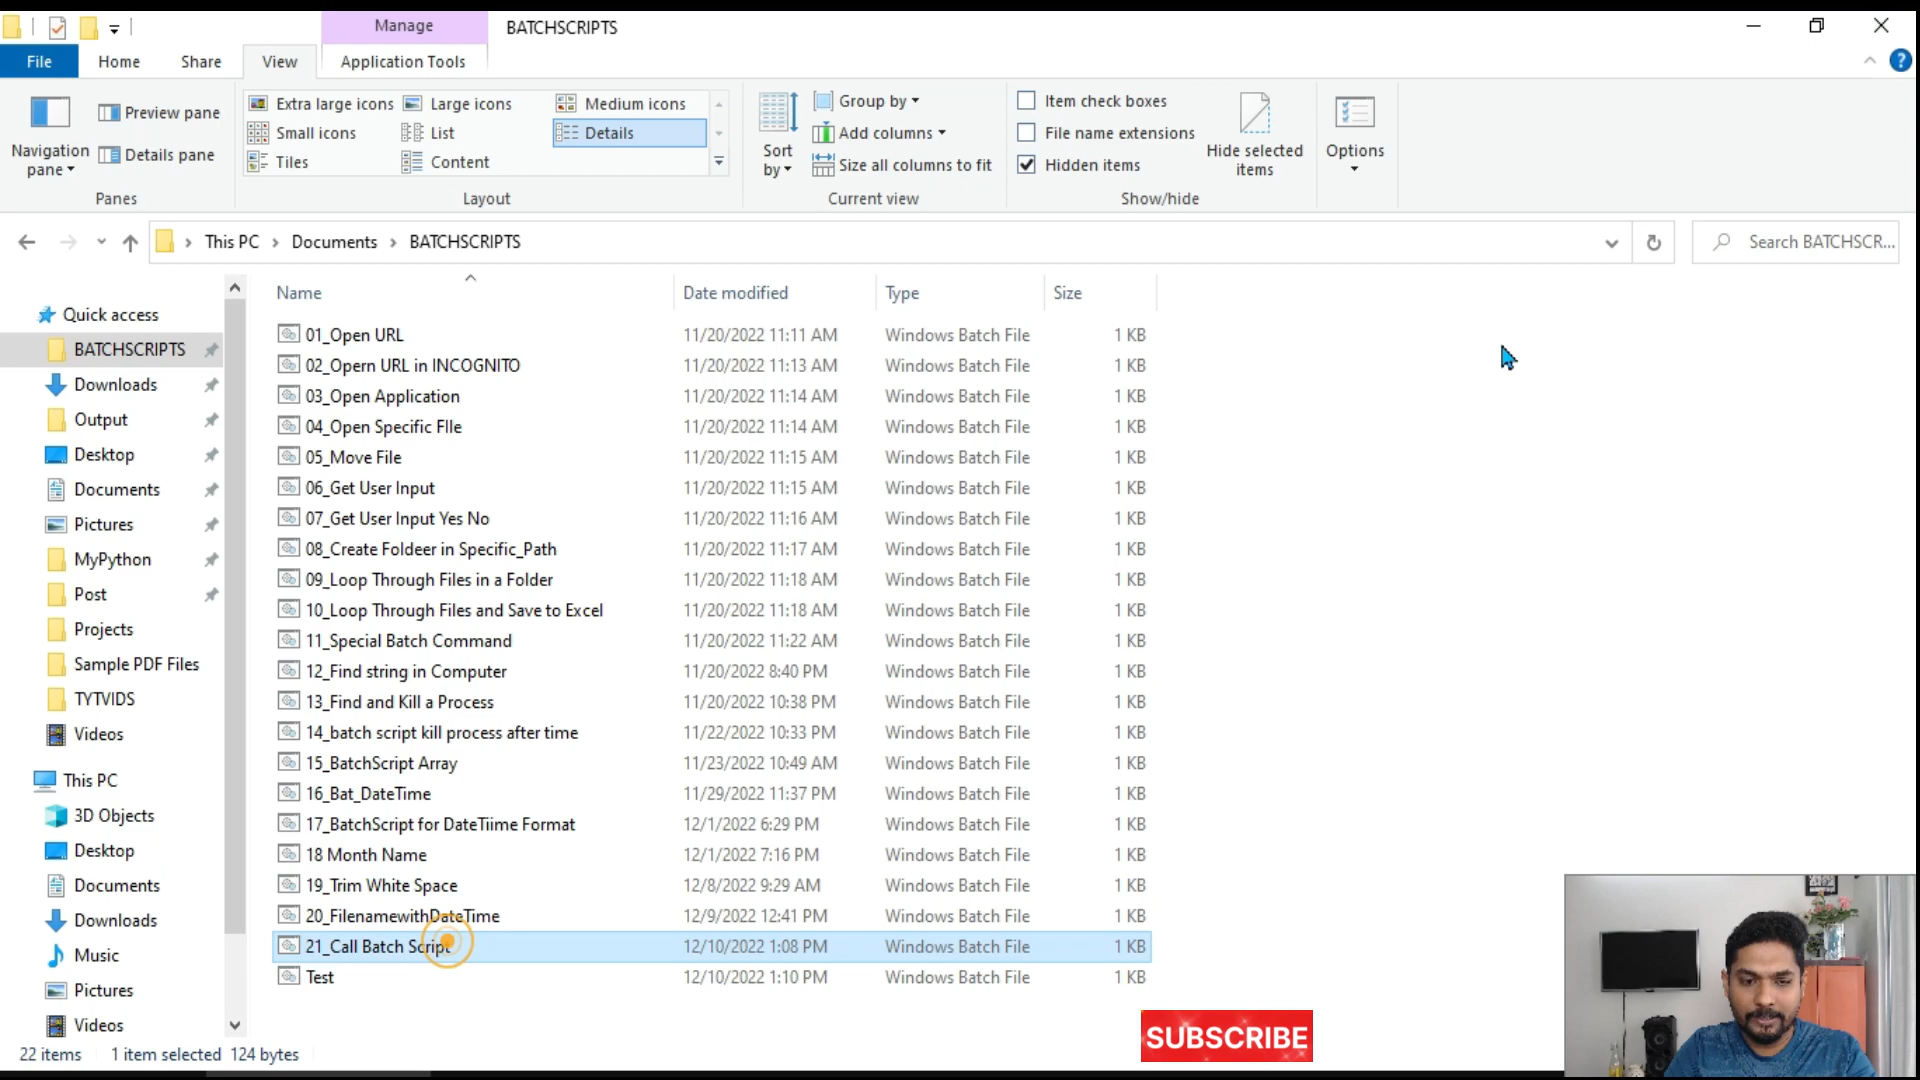 Manage
BATCHSCRIPTS
File
Home
Share
View
Application Tools
Navigation pane
Preview pane
Details pane
Panes
Extra large icons
Large icons
Medium icons
Small icons
List
Details
Tiles
Content
Layout
Sort by
Group by
Add columns
Size all columns to fit
Current view
Item check boxes
File name extensions
Hidden items
Hide selected items
Show/hide
Options
This PC > Documents > BATCHSCRIPTS
Search BATCHSCR...
Quick access
BATCHSCRIPTS
Downloads
Output
Desktop
Documents
Pictures
MyPython
Post
Projects
Sample PDF Files
TYTVIDS
Videos
This PC
3D Objects
Desktop
Documents
Downloads
Music
Pictures
Videos
Name Date modified Type Size
01_Open URL 11/20/2022 11:11 AM Windows Batch File 1 KB
02_Opern URL in INCOGNITO 11/20/2022 11:13 AM Windows Batch File 1 KB
03_Open Application 11/20/2022 11:14 AM Windows Batch File 1 KB
04_Open Specific FIle 11/20/2022 11:14 AM Windows Batch File 1 KB
05_Move File 11/20/2022 11:15 AM Windows Batch File 1 KB
06_Get User Input 11/20/2022 11:15 AM Windows Batch File 1 KB
07_Get User Input Yes No 11/20/2022 11:16 AM Windows Batch File 1 KB
08_Create Foldeer in Specific_Path 11/20/2022 11:17 AM Windows Batch File 1 KB
09_Loop Through Files in a Folder 11/20/2022 11:18 AM Windows Batch File 1 KB
10_Loop Through Files and Save to Excel 11/20/2022 11:18 AM Windows Batch File 1 KB
11_Special Batch Command 11/20/2022 11:22 AM Windows Batch File 1 KB
12_Find string in Computer 11/20/2022 8:40 PM Windows Batch File 1 KB
13_Find and Kill a Process 11/20/2022 10:38 PM Windows Batch File 1 KB
14_batch script kill process after time 11/22/2022 10:33 PM Windows Batch File 1 KB
15_BatchScript Array 11/23/2022 10:49 AM Windows Batch File 1 KB
16_Bat_DateTime 11/29/2022 11:37 PM Windows Batch File 1 KB
17_BatchScript for DateTiime Format 12/1/2022 6:29 PM Windows Batch File 1 KB
18 Month Name 12/1/2022 7:16 PM Windows Batch File 1 KB
19_Trim White Space 12/8/2022 9:29 AM Windows Batch File 1 KB
20_FilenamewithDateTime 12/9/2022 12:41 PM Windows Batch File 1 KB
21_Call Batch Script 12/10/2022 1:08 PM Windows Batch File 1 KB
Test 12/10/2022 1:10 PM Windows Batch File 1 KB
SUBSCRIBE
22 items 1 item selected 124 bytes